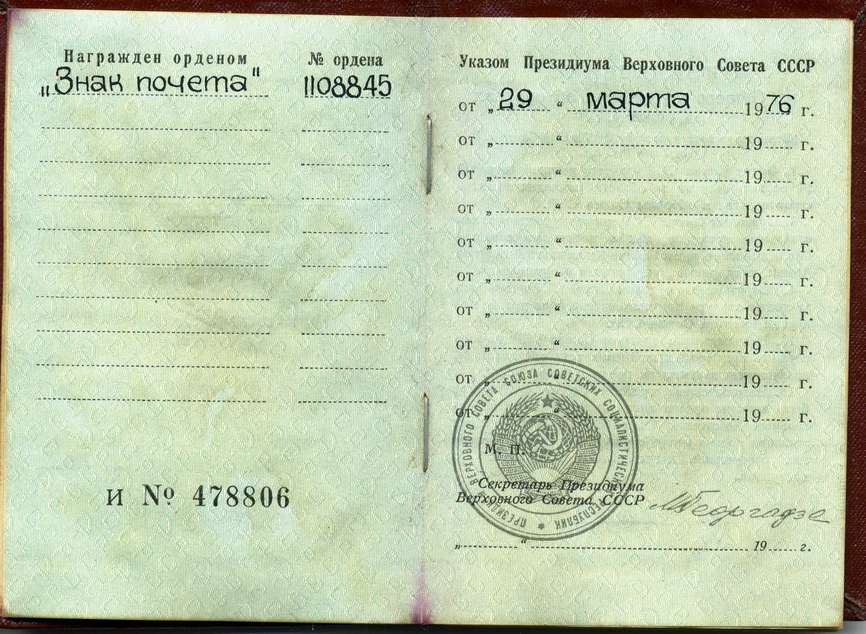 Награжден орденом
№ ордена
„Знак почета“
1108845
И № 478806
Указом Президиума Верховного Совета СССР
от „29“ марта 1976 г.
от „ “ 19 г.
от „ “ 19 г.
от „ “ 19 г.
от „ “ 19 г.
от „ “ 19 г.
от „ “ 19 г.
от „ “ 19 г.
от „ “ 19 г.
от „ “ 19 г.
ПРЕЗИДИУМ ВЕРХОВНОГО СОВЕТА СОЮЗА СОВЕТСКИХ СОЦИАЛИСТИЧЕСКИХ РЕСПУБЛИК
М. П.
Секретарь Президиума
Верховного Совета СССР
МГеоргадзе
„ “ 19 г.